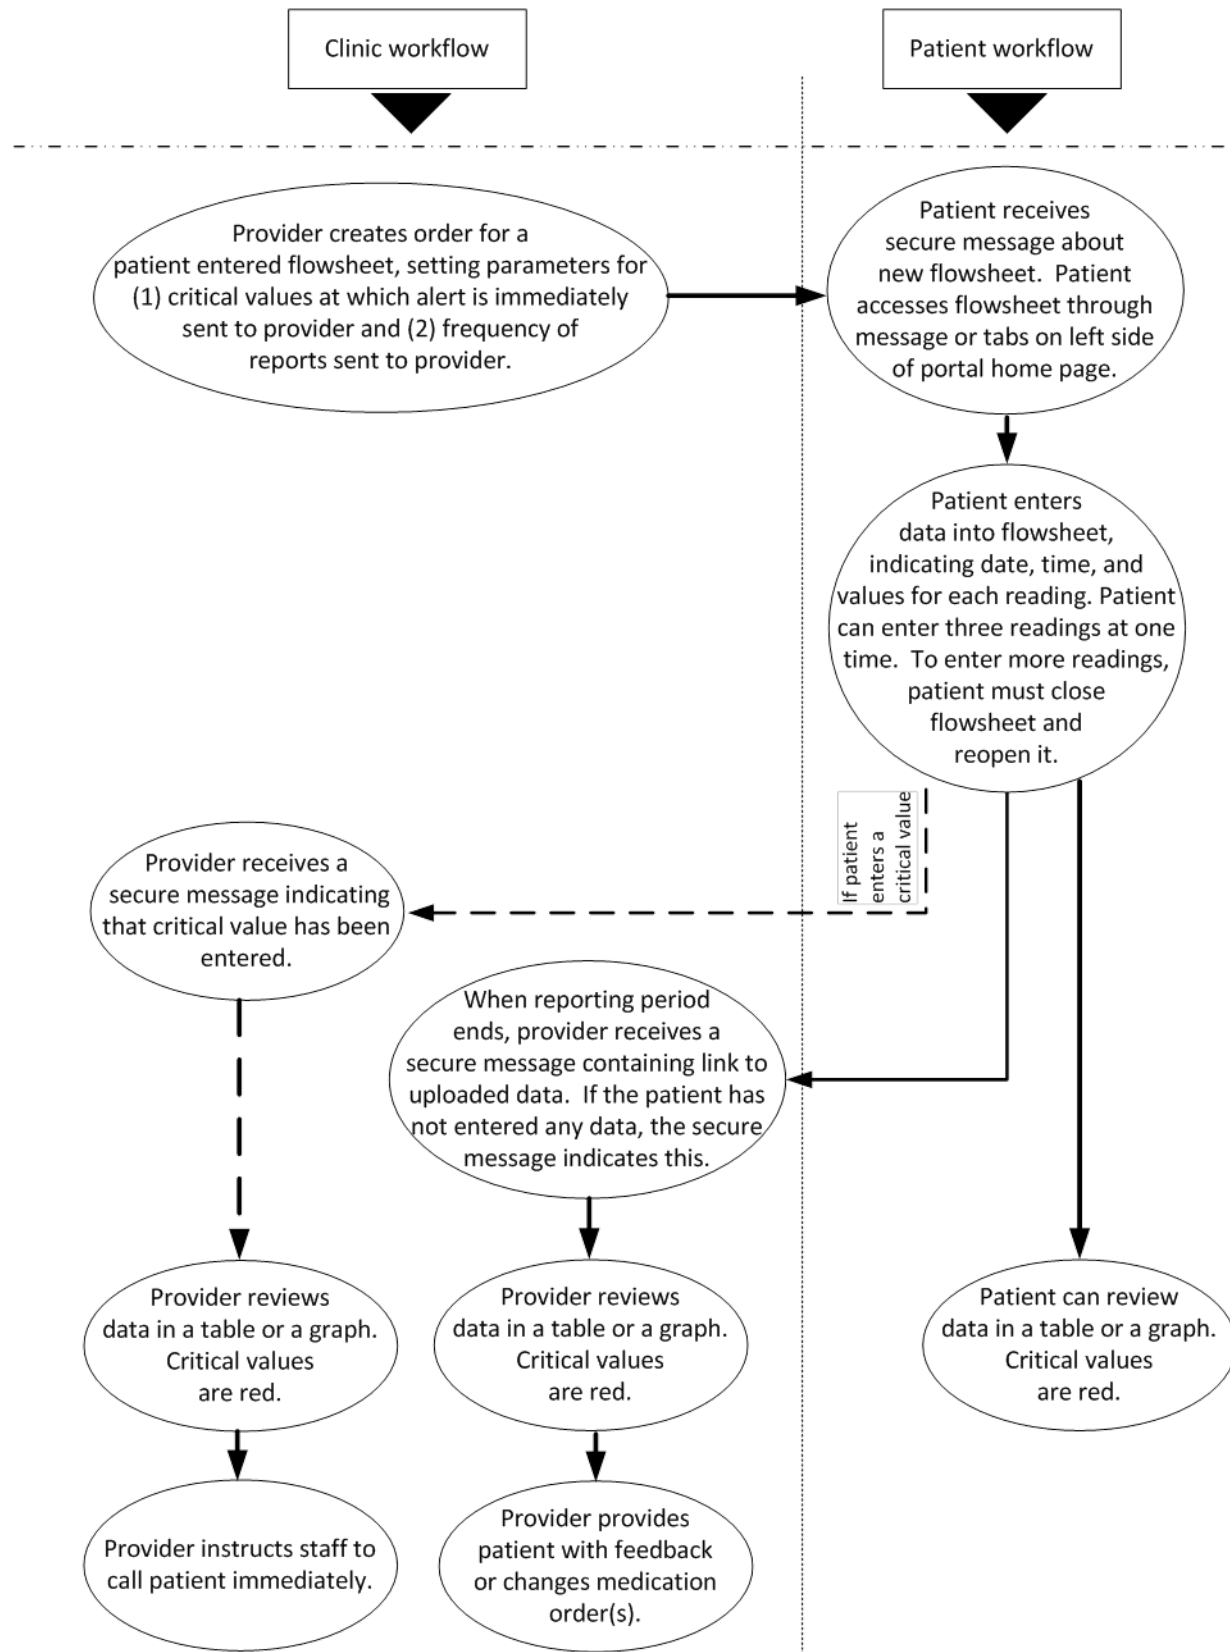 Clinic workflow
Patient workflow
Provider creates order for a
patient entered flowsheet, setting parameters for
(1) critical values at which alert is immediately
sent to provider and (2) frequency of
reports sent to provider.
Patient receives
secure message about
new flowsheet.  Patient
accesses flowsheet through
message or tabs on left side
of portal home page.
Patient enters
data into flowsheet,
indicating date, time, and
values for each reading. Patient
can enter three readings at one
time.  To enter more readings,
patient must close
flowsheet and
reopen it.
If patient
enters a
critical value
Provider receives a
secure message indicating
that critical value has been
entered.
When reporting period
ends, provider receives a
secure message containing link to
uploaded data.  If the patient has
not entered any data, the secure
message indicates this.
Provider reviews
data in a table or a graph.
Critical values
are red.
Provider reviews
data in a table or a graph.
Critical values
are red.
Patient can review
data in a table or a graph.
Critical values
are red.
Provider instructs staff to
call patient immediately.
Provider provides
patient with feedback
or changes medication
order(s).